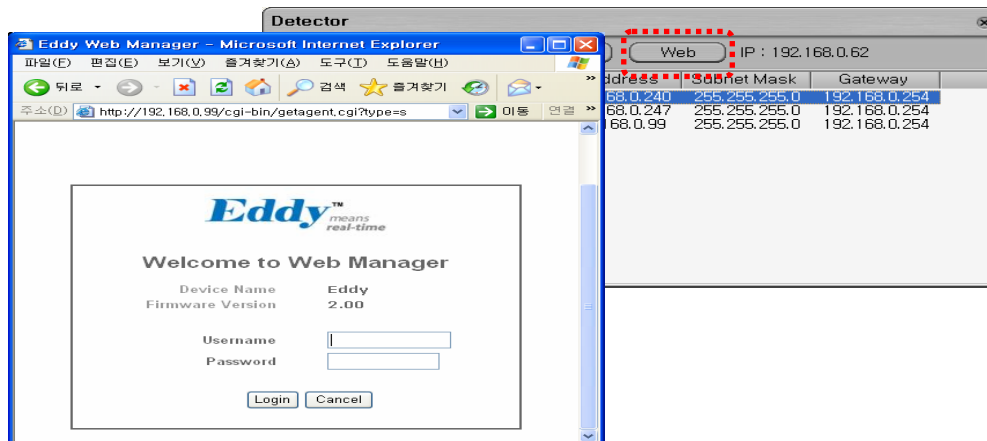 Detector
Web
IP : 192.168.0.62
ddress Subnet Mask Gateway
68.0.240 255.255.255.0 192.168.0.254
68.0.247 255.255.255.0 192.168.0.254
168.0.99 255.255.255.0 192.168.0.254
Eddy Web Manager - Microsoft Internet Explorer
파일(F) 편집(E) 보기(V) 즐겨찾기(A) 도구(T) 도움말(H)
뒤로 검색 즐겨찾기 »
주소(D) http://192.168.0.99/cgi-bin/getagent.cgi?type=s 이동 연결 »
Eddy™
means
real-time
Welcome to Web Manager
Device Name Eddy
Firmware Version 2.00
Username
Password
Login Cancel